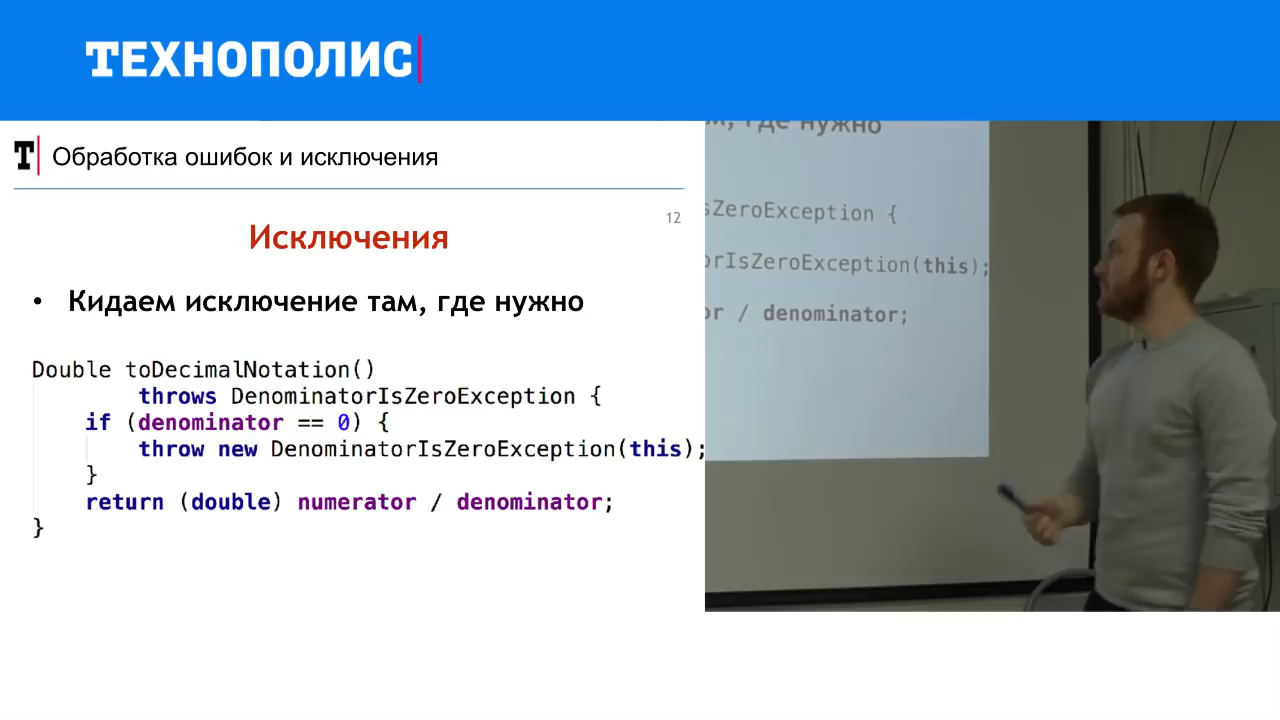 ТЕХНОПОЛИС
Т
Обработка ошибок и исключения
12
Исключения
• Кидаем исключение там, где нужно
Double toDecimalNotation()
throws DenominatorIsZeroException {
if (denominator == 0) {
throw new DenominatorIsZeroException(this);
}
return (double) numerator / denominator;
}
где нужно
sZeroException {
orIsZeroException(this);
or / denominator;